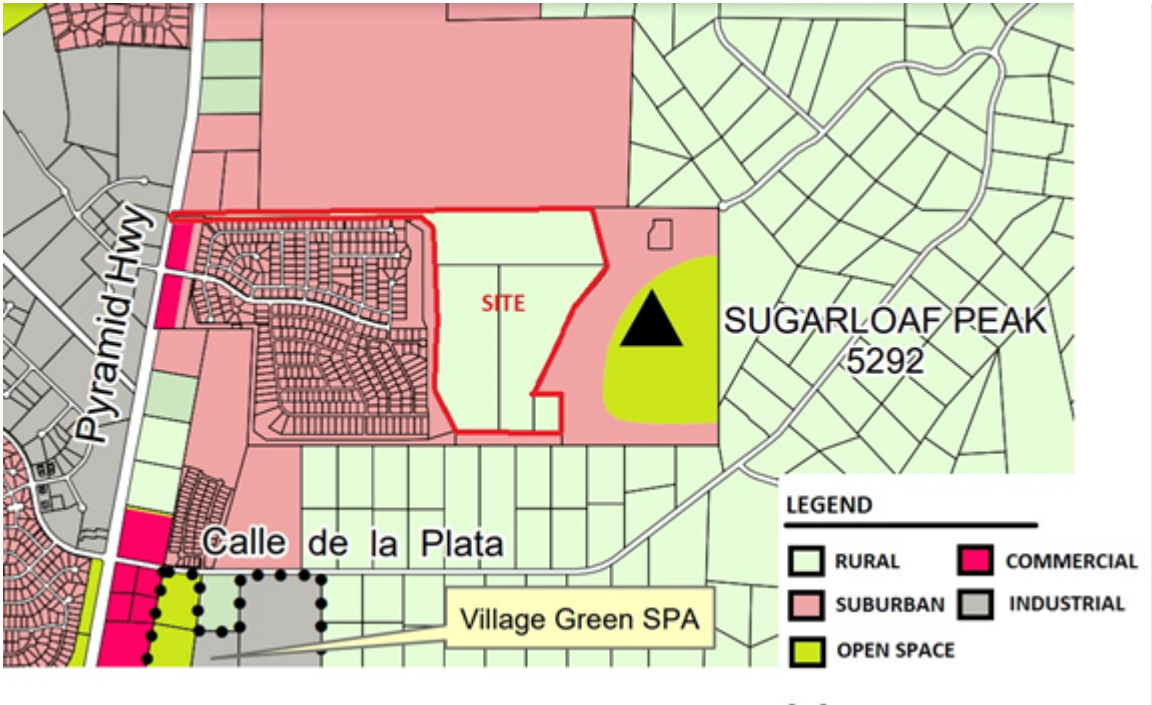 Pyramid Hwy
SITE
SUGARLOAF PEAK
5292
Calle de la Plata
Village Green SPA
LEGEND
RURAL
COMMERCIAL
SUBURBAN
INDUSTRIAL
OPEN SPACE